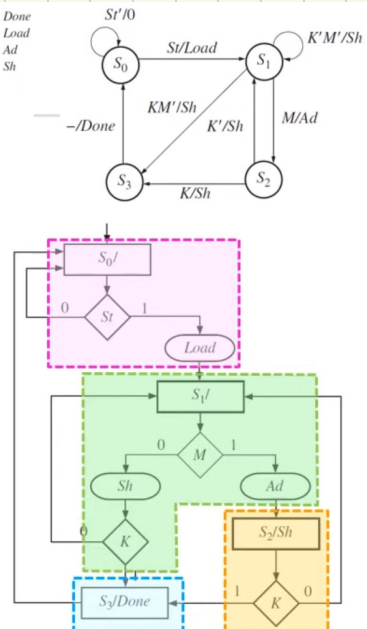 Done
Load
Ad
Sh
St′/0
S₀
St/Load
S₁
K′M′/Sh
KM′/Sh
K′/Sh
M/Ad
−/Done
S₃
K/Sh
S₂
S₀/
0
St
1
Load
S₁/
0
M
1
Sh
Ad
0
K
S₂/Sh
S₃/Done
1
K
0